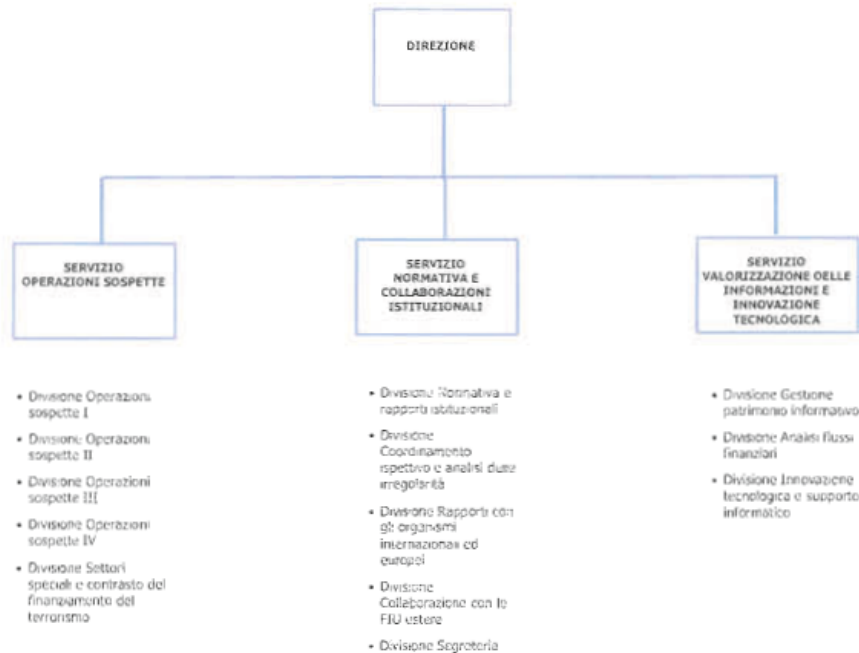 DIREZIONE
SERVIZIO
OPERAZIONI SOSPETTE
SERVIZIO
NORMATIVA E
COLLABORAZIONI
ISTITUZIONALI
SERVIZIO
VALORIZZAZIONE DELLE
INFORMAZIONI E
INNOVAZIONE
TECNOLOGICA
• Divisione Operazioni
sospette I
• Divisione Operazioni
sospette II
• Divisione Operazioni
sospette III
• Divisione Operazioni
sospette IV
• Divisione Settori
speciali e contrasto del
finanziamento del
terrorismo
• Divisione Normativa e
rapporti istituzionali
• Divisione
Coordinamento
ispettivo e analisi delle
irregolarità
• Divisione Rapporti con
gli organismi
internazionali ed
europei
• Divisione
Collaborazione con le
FIU estere
• Divisione Segreteria
• Divisione Gestione
patrimonio informativo
• Divisione Analisi flussi
finanziari
• Divisione Innovazione
tecnologica e supporto
informatico